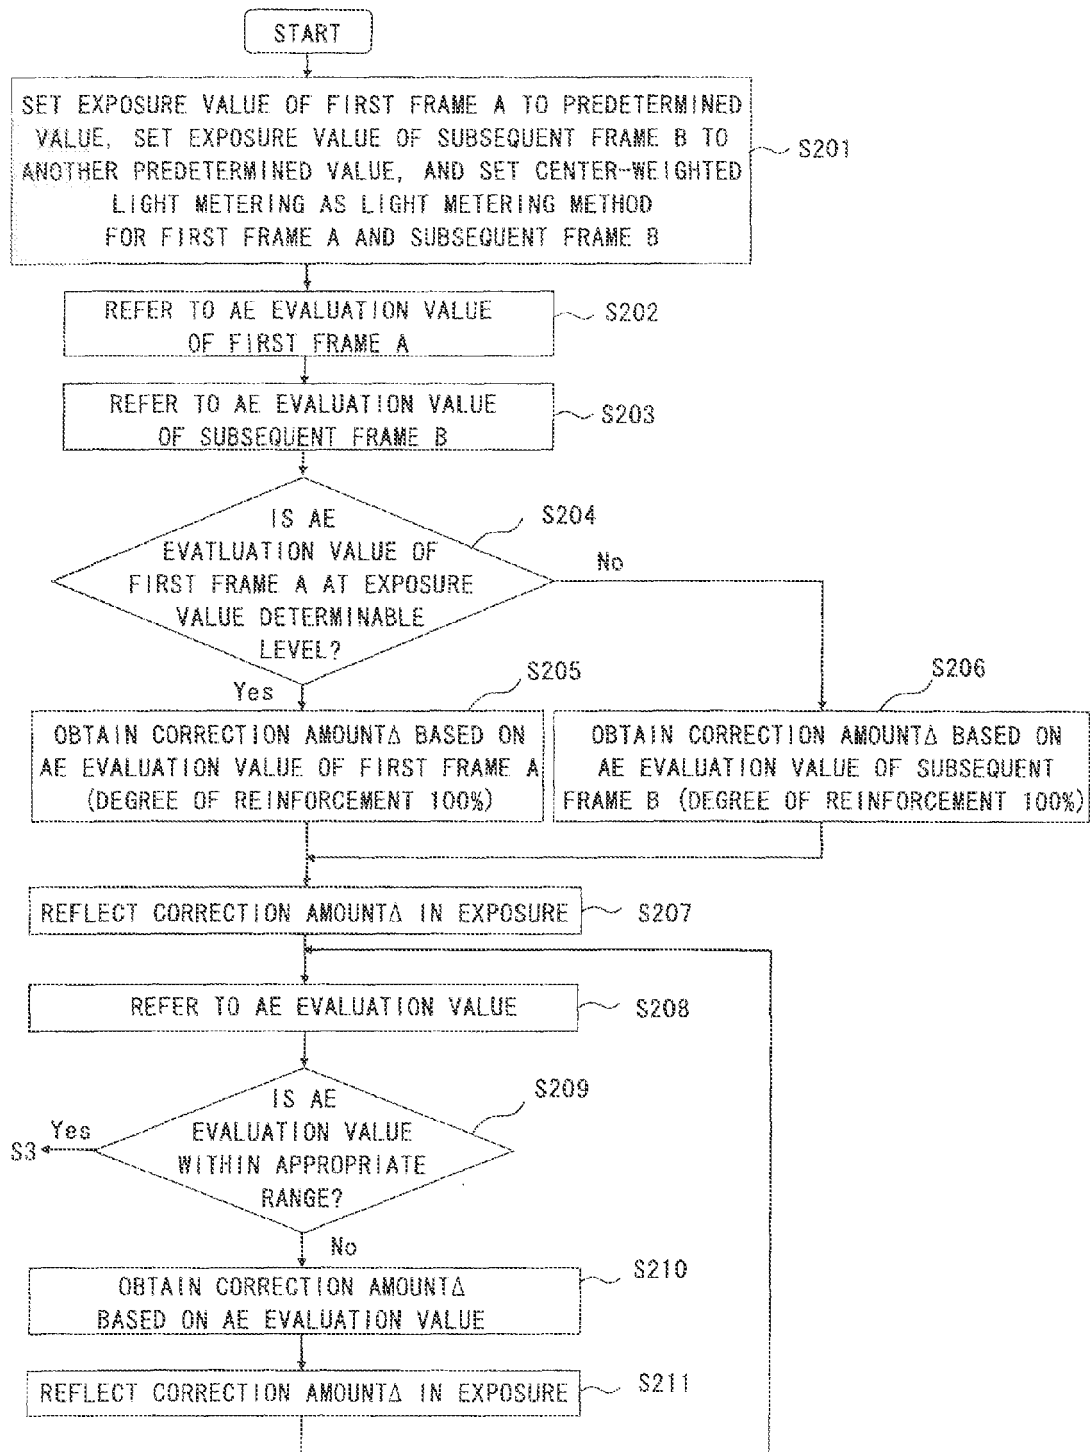 START
SET EXPOSURE VALUE OF FIRST FRAME A TO PREDETERMINED
VALUE, SET EXPOSURE VALUE OF SUBSEQUENT FRAME B TO
ANOTHER PREDETERMINED VALUE, AND SET CENTER-WEIGHTED
LIGHT METERING AS LIGHT METERING METHOD
FOR FIRST FRAME A AND SUBSEQUENT FRAME B
S201
REFER TO AE EVALUATION VALUE
OF FIRST FRAME A
S202
REFER TO AE EVALUATION VALUE
OF SUBSEQUENT FRAME B
S203
IS AE
EVATLUATION VALUE OF
FIRST FRAME A AT EXPOSURE
VALUE DETERMINABLE
LEVEL?
S204
No
Yes
S205
OBTAIN CORRECTION AMOUNTΔ BASED ON
AE EVALUATION VALUE OF FIRST FRAME A
(DEGREE OF REINFORCEMENT 100%)
S206
OBTAIN CORRECTION AMOUNTΔ BASED ON
AE EVALUATION VALUE OF SUBSEQUENT
FRAME B (DEGREE OF REINFORCEMENT 100%)
REFLECT CORRECTION AMOUNTΔ IN EXPOSURE
S207
REFER TO AE EVALUATION VALUE
S208
IS AE
EVALUATION VALUE
WITHIN APPROPRIATE
RANGE?
S209
Yes
S3
No
OBTAIN CORRECTION AMOUNTΔ
BASED ON AE EVALUATION VALUE
S210
REFLECT CORRECTION AMOUNTΔ IN EXPOSURE
S211